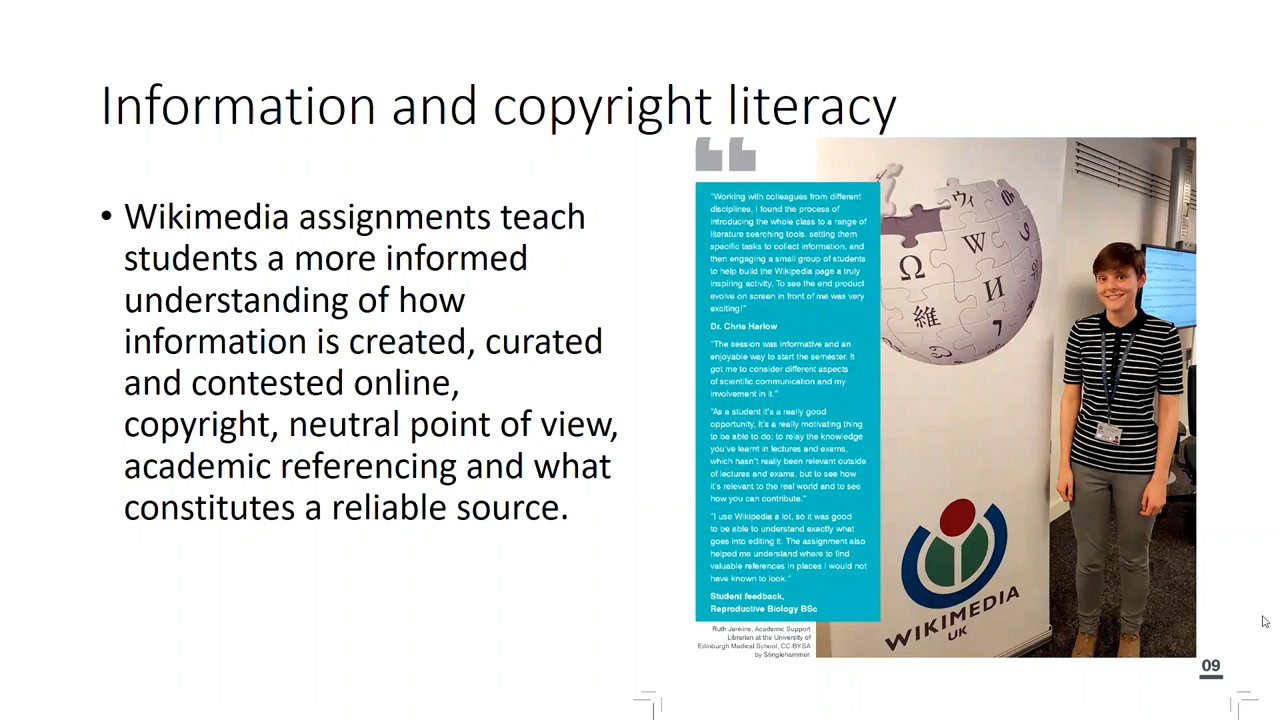 Information and copyright literacy
• Wikimedia assignments teach
students a more informed
understanding of how
information is created, curated
and contested online,
copyright, neutral point of view,
academic referencing and what
constitutes a reliable source.
"Working with colleagues from different
disciplines, I found the process of
introducing the whole class to a range of
literature searching tools, setting them
specific tasks to collect information, and
then engaging a small group of students
to help build the Wikipedia page a truly
inspiring activity. To see the end product
evolve on screen in front of me was very
exciting!"
Dr. Chris Harlow
"The session was informative and an
enjoyable way to start the semester. It
got me to consider different aspects
of scientific communication and my
involvement in it."
"As a student it's a really good
opportunity, it's a really motivating thing
to be able to do; to relay the knowledge
you've learnt in lectures and exams,
which hasn't really been relevant outside
of lectures and exams, but to see how
it's relevant to the real world and to see
how you can contribute."
"I use Wikipedia a lot, so it was good
to be able to understand exactly what
goes into editing it. The assignment also
helped me understand where to find
valuable references in places I would not
have known to look."
Student feedback,
Reproductive Biology BSc
Ruth Jenkins, Academic Support
Librarian at the University of
Edinburgh Medical School, CC-BY-SA
by Stinglehammer.
ウィ
W
Ω
И
維
WIKIMEDIA
UK
09